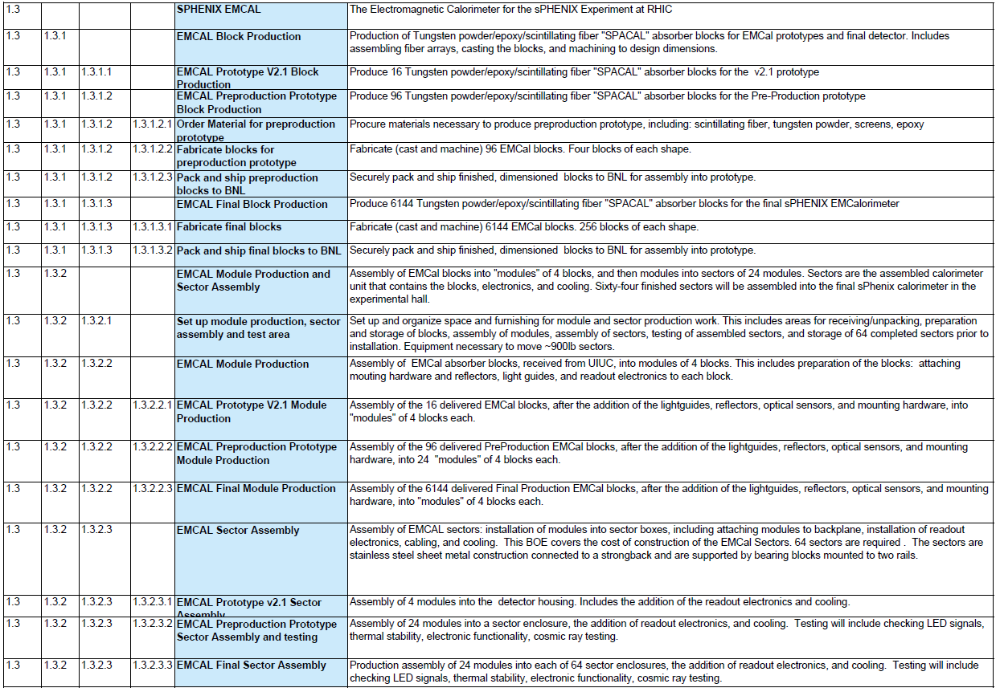 1.3 SPHENIX EMCAL The Electromagnetic Calorimeter for the sPHENIX Experiment at RHIC
1.3 1.3.1 EMCAL Block Production Production of Tungsten powder/epoxy/scintillating fiber "SPACAL" absorber blocks for EMCal prototypes and final detector. Includes
assembling fiber arrays, casting the blocks, and machining to design dimensions.
1.3 1.3.1 1.3.1.1 EMCAL Prototype V2.1 Block Produce 16 Tungsten powder/epoxy/scintillating fiber "SPACAL" absorber blocks for the v2.1 prototype
Production
1.3 1.3.1 1.3.1.2 EMCAL Preproduction Prototype Produce 96 Tungsten powder/epoxy/scintillating fiber "SPACAL" absorber blocks for the Pre-Production prototype
Block Production
1.3 1.3.1 1.3.1.2 1.3.1.2.1 Order Material for preproduction Procure materials necessary to produce preproduction prototype, including: scintillating fiber, tungsten powder, screens, epoxy
prototype
1.3 1.3.1 1.3.1.2 1.3.1.2.2 Fabricate blocks for Fabricate (cast and machine) 96 EMCal blocks. Four blocks of each shape.
preproduction prototype
1.3 1.3.1 1.3.1.2 1.3.1.2.3 Pack and ship preproduction Securely pack and ship finished, dimensioned blocks to BNL for assembly into prototype.
blocks to BNL
1.3 1.3.1 1.3.1.3 EMCAL Final Block Production Produce 6144 Tungsten powder/epoxy/scintillating fiber "SPACAL" absorber blocks for the final sPHENIX EMCalorimeter
1.3 1.3.1 1.3.1.3 1.3.1.3.1 Fabricate final blocks Fabricate (cast and machine) 6144 EMCal blocks. 256 blocks of each shape.
1.3 1.3.1 1.3.1.3 1.3.1.3.2 Pack and ship final blocks to BNL Securely pack and ship finished, dimensioned blocks to BNL for assembly into prototype.
1.3 1.3.2 EMCAL Module Production and Assembly of EMCal blocks into "modules" of 4 blocks, and then modules into sectors of 24 modules. Sectors are the assembled calorimeter
Sector Assembly unit that contains the blocks, electronics, and cooling. Sixty-four finished sectors will be assembled into the final sPhenix calorimeter in the
experimental hall.
1.3 1.3.2 1.3.2.1 Set up module production, sector Set up and organize space and furnishing for module and sector production work. This includes areas for receiving/unpacking, preparation
assembly and test area and storage of blocks, assembly of modules, assembly of sectors, testing of assembled sectors, and storage of 64 completed sectors prior to
installation. Equipment necessary to move ~900lb sectors.
1.3 1.3.2 1.3.2.2 EMCAL Module Production Assembly of EMCal absorber blocks, received from UIUC, into modules of 4 blocks. This includes preparation of the blocks: attaching
mouting hardware and reflectors, light guides, and readout electronics to each block.
1.3 1.3.2 1.3.2.2 1.3.2.2.1 EMCAL Prototype V2.1 Module Assembly of the 16 delivered EMCal blocks, after the addition of the lightguides, reflectors, optical sensors, and mounting hardware, into
Production "modules" of 4 blocks each.
1.3 1.3.2 1.3.2.2 1.3.2.2.2 EMCAL Preproduction Prototype Assembly of the 96 delivered PreProduction EMCal blocks, after the addition of the lightguides, reflectors, optical sensors, and mounting
Module Production hardware, into 24 "modules" of 4 blocks each.
1.3 1.3.2 1.3.2.2 1.3.2.2.3 EMCAL Final Module Production Assembly of the 6144 delivered Final Production EMCal blocks, after the addition of the lightguides, reflectors, optical sensors, and mounting
hardware, into "modules" of 4 blocks each.
1.3 1.3.2 1.3.2.3 EMCAL Sector Assembly Assembly of EMCAL sectors: installation of modules into sector boxes, including attaching modules to backplane, installation of readout
electronics, cabling, and cooling. This BOE covers the cost of construction of the EMCal Sectors. 64 sectors are required . The sectors are
stainless steel sheet metal construction connected to a strongback and are supported by bearing blocks mounted to two rails.
1.3 1.3.2 1.3.2.3 1.3.2.3.1 EMCAL Prototype v2.1 Sector Assembly of 4 modules into the detector housing. Includes the addition of the readout electronics and cooling.
Assembly
1.3 1.3.2 1.3.2.3 1.3.2.3.2 EMCAL Preproduction Prototype Assembly of 24 modules into a sector enclosure, the addition of readout electronics, and cooling. Testing will include checking LED signals,
Sector Assembly and testing thermal stability, electronic functionality, cosmic ray testing.
1.3 1.3.2 1.3.2.3 1.3.2.3.3 EMCAL Final Sector Assembly Production assembly of 24 modules into each of 64 sector enclosures, the addition of readout electronics, and cooling. Testing will include
checking LED signals, thermal stability, electronic functionality, cosmic ray testing.